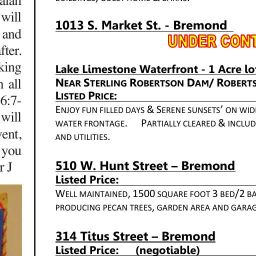 will
and
after.
king
all
6:7-
will
vent,
you
r J
1013 S. Market St. - Bremond
UNDER CONT
Lake Limestone Waterfront - 1 Acre lo
NEAR STERLING ROBERTSON DAM/ ROBERTS
LISTED PRICE:
ENJOY FUN FILLED DAYS & SERENE SUNSETS' ON WID
WATER FRONTAGE. PARTIALLY CLEARED & INCLUD
AND UTILITIES.
510 W. Hunt Street – Bremond
Listed Price:
WELL MAINTAINED, 1500 SQUARE FOOT 3 BED/2 BA
PRODUCING PECAN TREES, GARDEN AREA AND GARAG
314 Titus Street – Bremond
Listed Price: (negotiable)